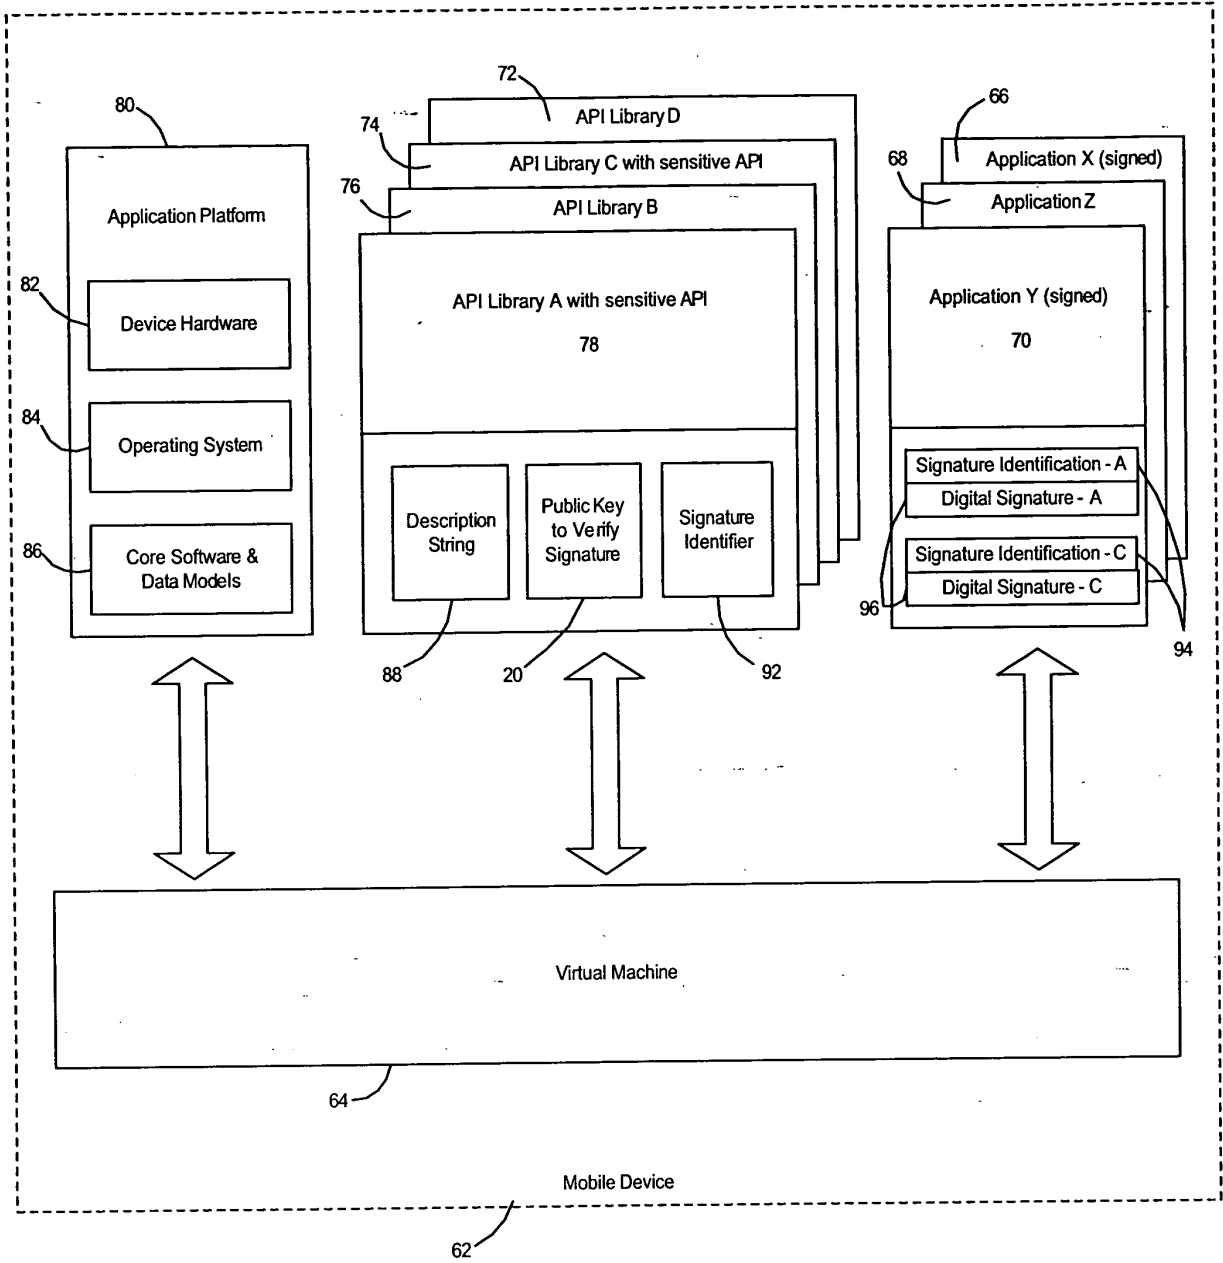 80
Application Platform
82
Device Hardware
84
Operating System
86
Core Software &
Data Models
72
API Library D
74
API Library C with sensitive API
76
API Library B
API Library A with sensitive API
78
Description
String
Public Key
to Verify
Signature
Signature
Identifier
88
20
92
66
Application X (signed)
68
Application Z
Application Y (signed)
70
Signature Identification - A
Digital Signature - A
Signature Identification - C
Digital Signature - C
96
94
Virtual Machine
64
Mobile Device
62